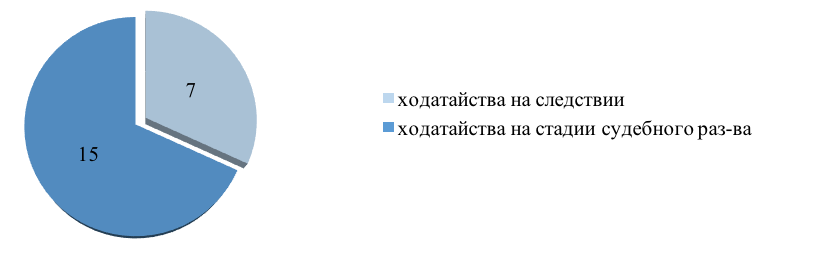 7
15
ходатайства на следствии
ходатайства на стадии судебного раз-ва